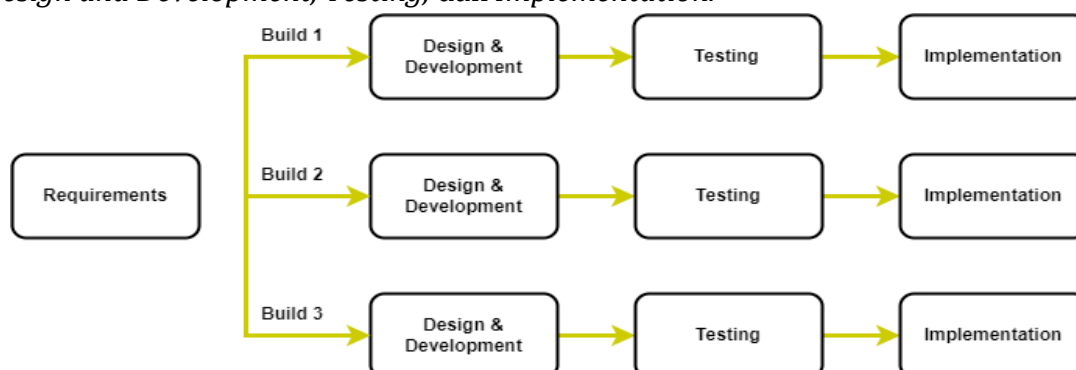 esign and Development, Testing, dan Implementation.
Build 1
Design &
Development
Testing
Implementation
Requirements
Build 2
Design &
Development
Testing
Implementation
Build 3
Design &
Development
Testing
Implementation